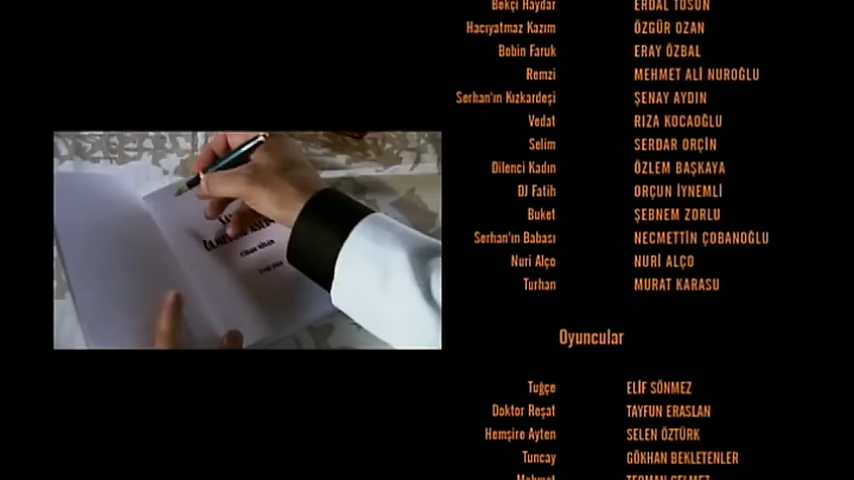 Bekçi Haydar ERDAL TOSUN
Hacıyatmaz Kazım ÖZGÜR OZAN
Bobin Faruk ERAY ÖZBAL
Remzi MEHMET ALİ NUROĞLU
Serhan'ın Kızkardeşi ŞENAY AYDIN
Vedat RIZA KOCAOĞLU
Selim SERDAR ORÇİN
Dilenci Kadın ÖZLEM BAŞKAYA
DJ Fatih ORÇUN İYNEMLİ
Buket ŞEBNEM ZORLU
Serhan'ın Babası NECMETTİN ÇOBANOĞLU
Nuri Alço NURİ ALÇO
Turhan MURAT KARASU
Oyuncular
Tuğçe ELİF SÖNMEZ
Doktor Reşat TAYFUN ERASLAN
Hemşire Ayten SELEN ÖZTÜRK
Tuncay GÖKHAN BEKLETENLER
Mehmet TEOMAN GELMEZ